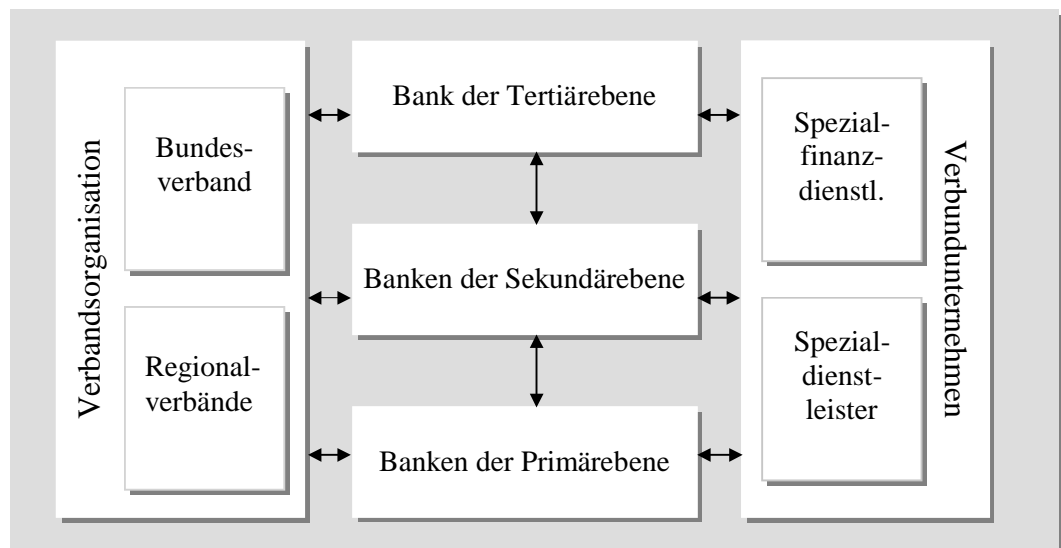 Verbandsorganisation
Bundes-
verband
Regional-
verbände
Bank der Tertiärebene
Banken der Sekundärebene
Banken der Primärebene
Spezial-
finanz-
dienstl.
Spezial-
dienst-
leister
Verbundunternehmen